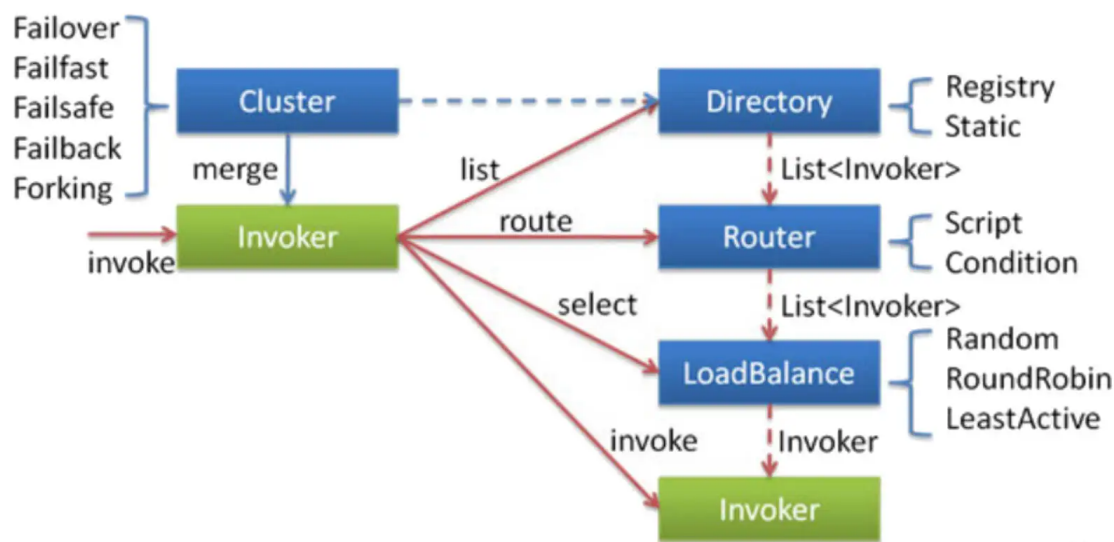 Failover
Failfast
Failsafe
Failback
Forking
Cluster
Directory
Registry
Static
merge
list
List<Invoker>
invoke
Invoker
route
Router
Script
Condition
select
List<Invoker>
LoadBalance
Random
RoundRobin
LeastActive
invoke
Invoker
Invoker